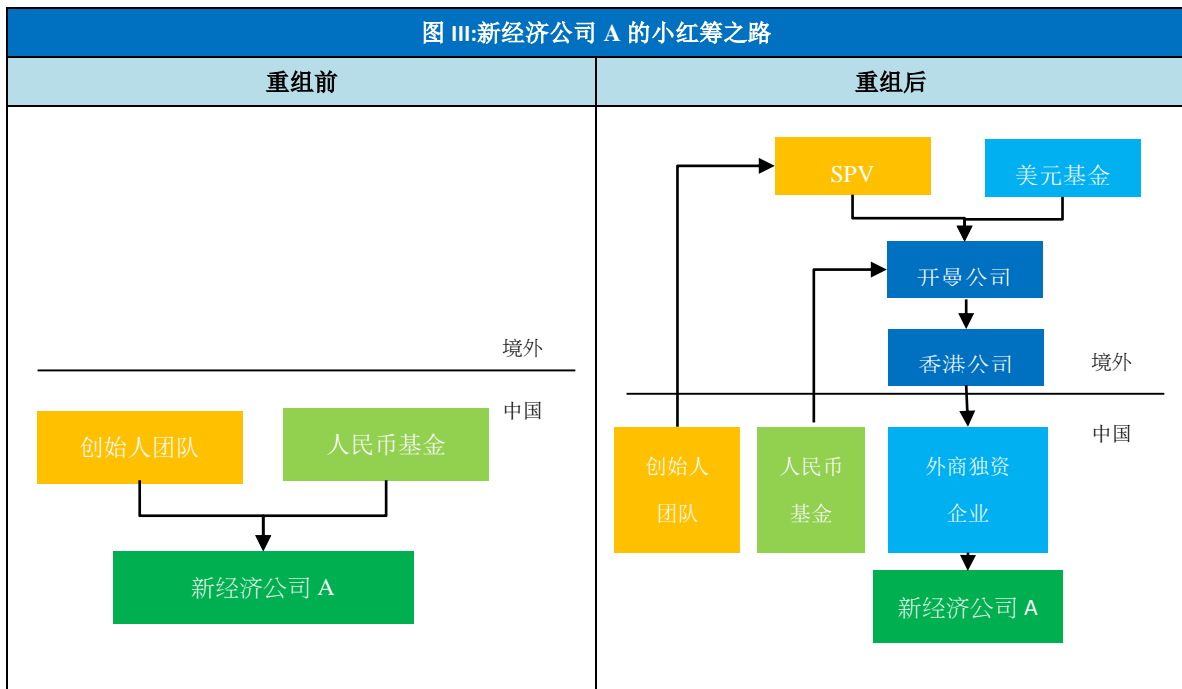 图 III:新经济公司 A 的小红筹之路
重组前
重组后
境外
中国
创始人团队
人民币基金
新经济公司 A
SPV
美元基金
开曼公司
香港公司
境外
中国
创始人
团队
人民币
基金
外商独资
企业
新经济公司 A